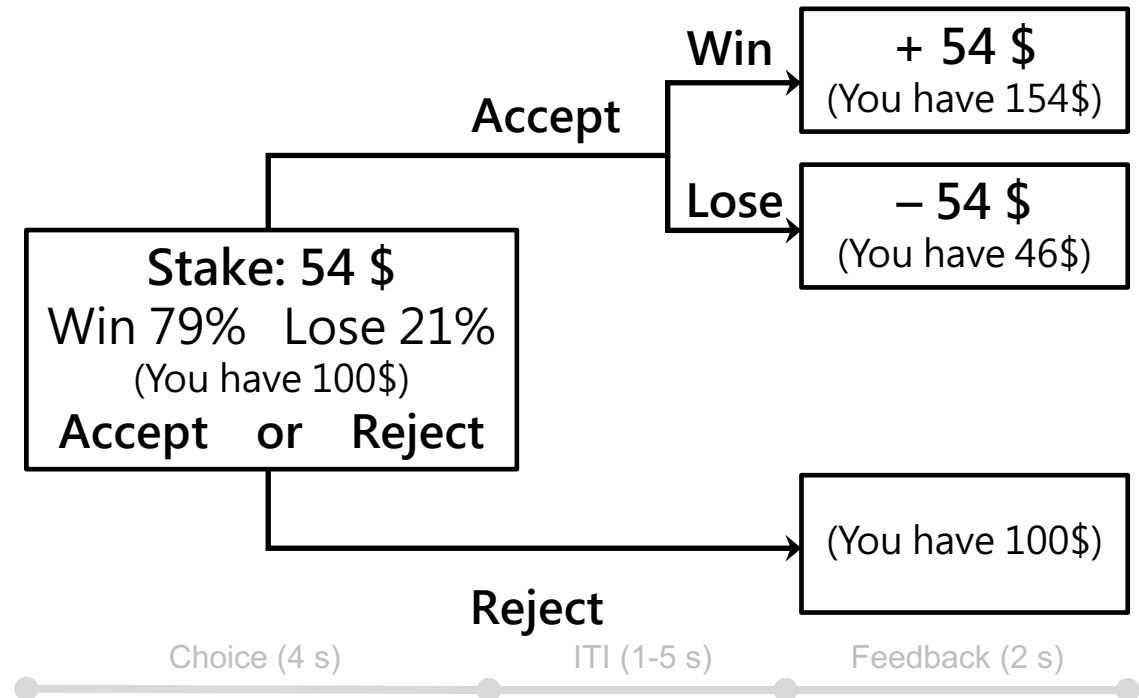 Win
+ 54 $
(You have 154$)
Accept
Lose
– 54 $
(You have 46$)
Stake: 54 $
Win 79% Lose 21%
(You have 100$)
Accept or Reject
(You have 100$)
Reject
Choice (4 s)
ITI (1-5 s)
Feedback (2 s)